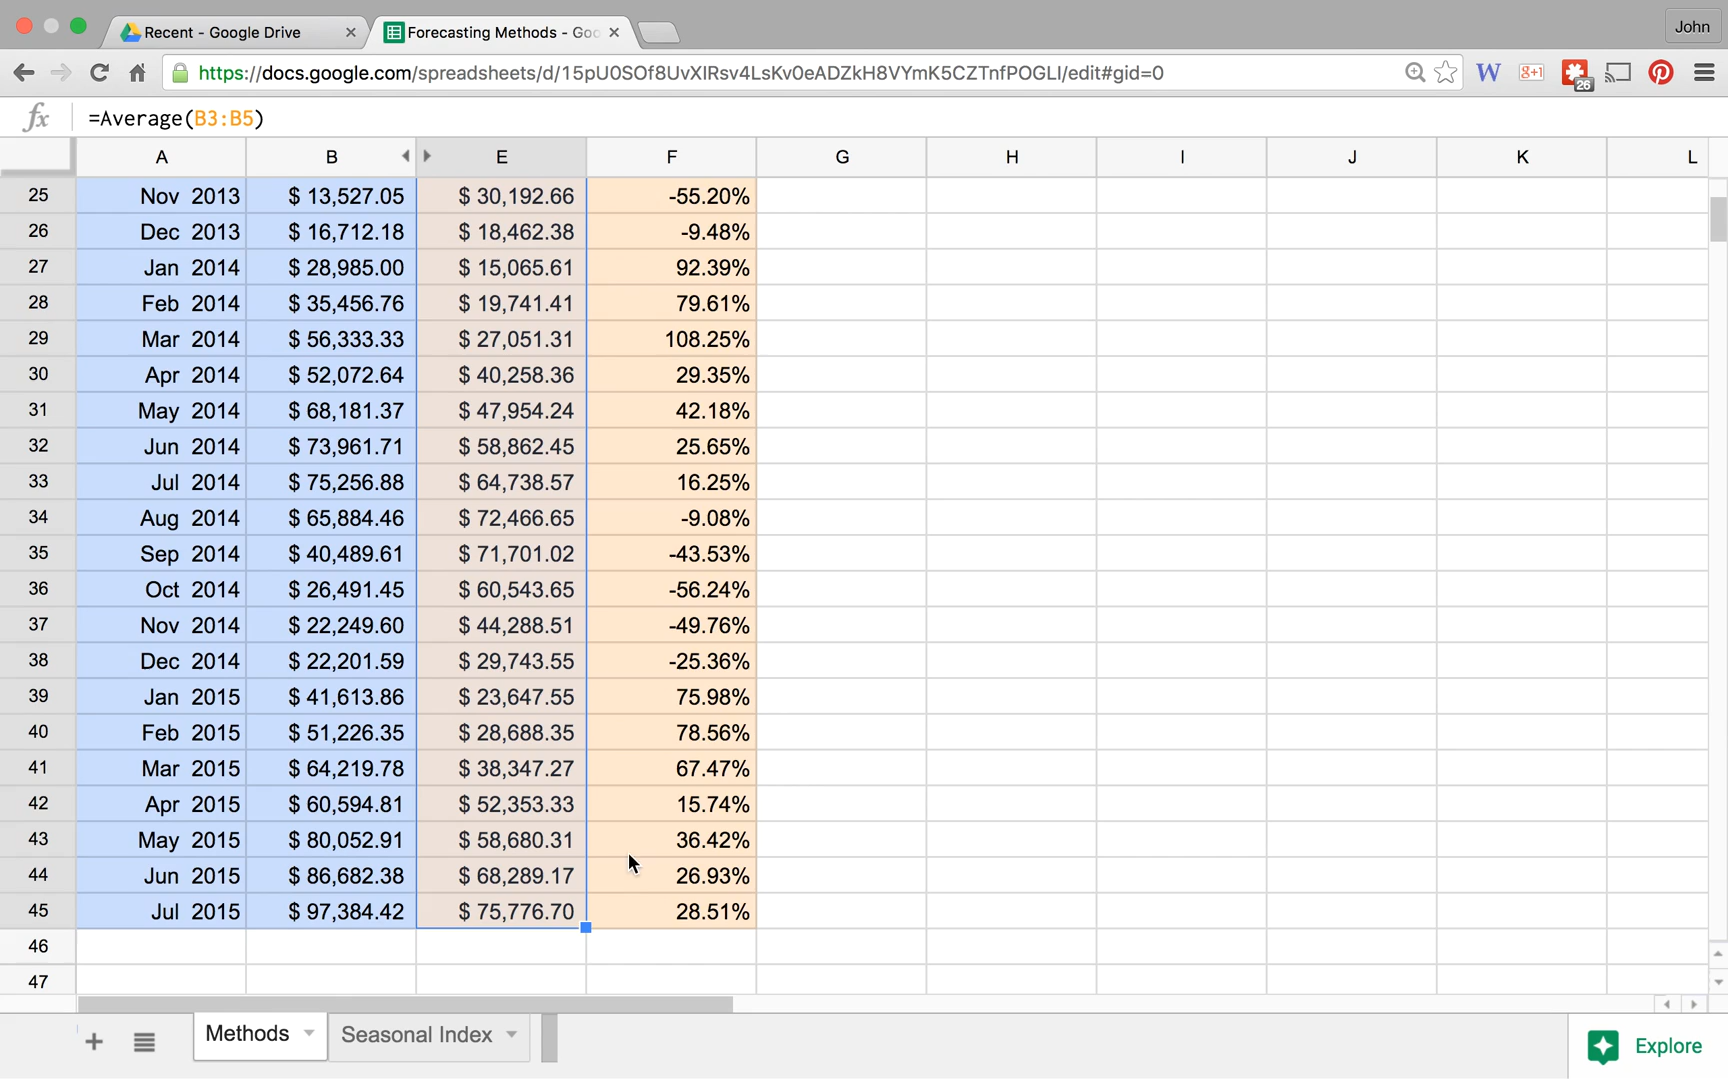 John
Recent - Google Drive
Forecasting Methods - Goo
https://docs.google.com/spreadsheets/d/15pU0SOf8UvXIRsv4LsKv0eADZkH8VYmK5CZTnfPOGLI/edit#gid=0
W
g+1
26
fx =Average(B3:B5)
A B E F G H I J K L
25 Nov 2013 $ 13,527.05 $ 30,192.66 -55.20%
26 Dec 2013 $ 16,712.18 $ 18,462.38 -9.48%
27 Jan 2014 $ 28,985.00 $ 15,065.61 92.39%
28 Feb 2014 $ 35,456.76 $ 19,741.41 79.61%
29 Mar 2014 $ 56,333.33 $ 27,051.31 108.25%
30 Apr 2014 $ 52,072.64 $ 40,258.36 29.35%
31 May 2014 $ 68,181.37 $ 47,954.24 42.18%
32 Jun 2014 $ 73,961.71 $ 58,862.45 25.65%
33 Jul 2014 $ 75,256.88 $ 64,738.57 16.25%
34 Aug 2014 $ 65,884.46 $ 72,466.65 -9.08%
35 Sep 2014 $ 40,489.61 $ 71,701.02 -43.53%
36 Oct 2014 $ 26,491.45 $ 60,543.65 -56.24%
37 Nov 2014 $ 22,249.60 $ 44,288.51 -49.76%
38 Dec 2014 $ 22,201.59 $ 29,743.55 -25.36%
39 Jan 2015 $ 41,613.86 $ 23,647.55 75.98%
40 Feb 2015 $ 51,226.35 $ 28,688.35 78.56%
41 Mar 2015 $ 64,219.78 $ 38,347.27 67.47%
42 Apr 2015 $ 60,594.81 $ 52,353.33 15.74%
43 May 2015 $ 80,052.91 $ 58,680.31 36.42%
44 Jun 2015 $ 86,682.38 $ 68,289.17 26.93%
45 Jul 2015 $ 97,384.42 $ 75,776.70 28.51%
46
47
Methods Seasonal Index Explore